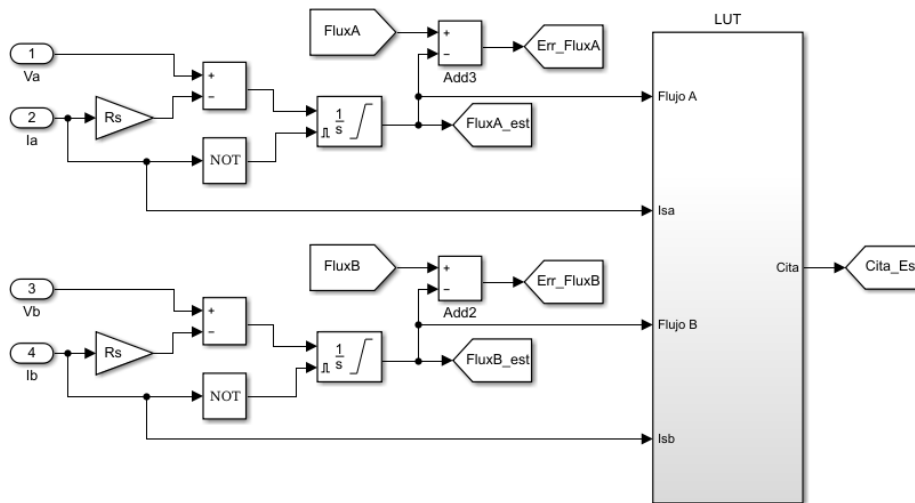 LUT
FluxA
+
−
Add3
Err_FluxA
1
Va
+
−
2
Ia
Rs
NOT
1
s
FluxA_est
Flujo A
Isa
FluxB
+
−
Add2
Err_FluxB
Cita
Cita_Es
3
Vb
+
−
4
Ib
Rs
NOT
1
s
FluxB_est
Flujo B
Isb